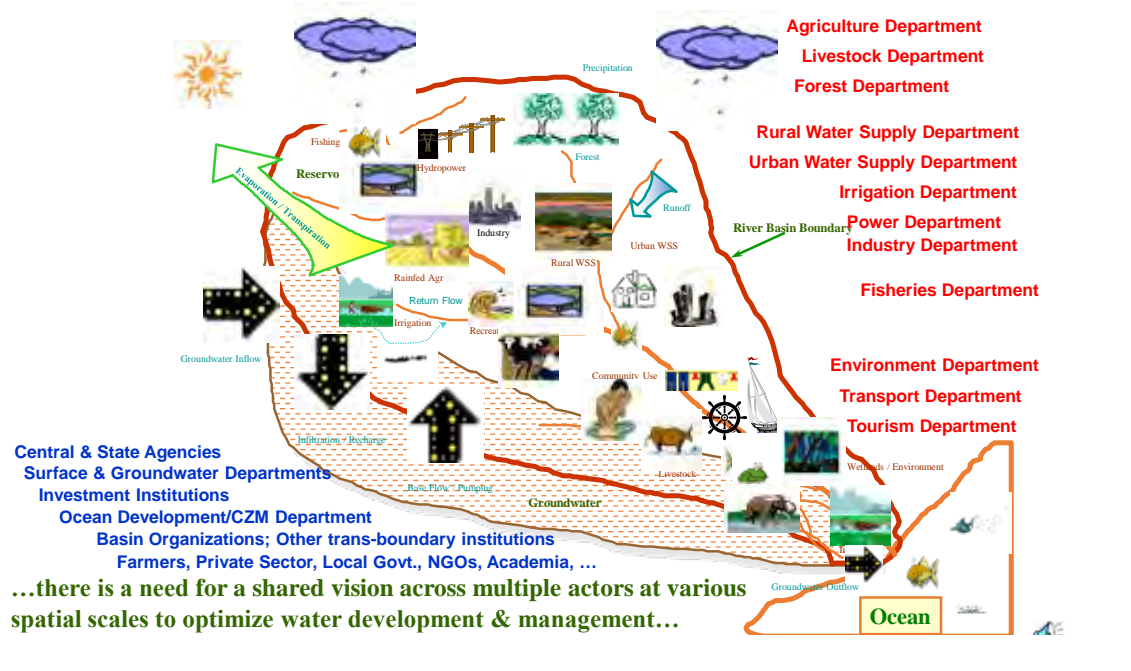 Agriculture Department
Livestock Department
Forest Department
Precipitation
Rural Water Supply Department
Urban Water Supply Department
Irrigation Department
Power Department
Industry Department
Fisheries Department
Environment Department
Transport Department
Tourism Department
Fishing
Hydropower
Forest
Reservo
Evaporation / Transpiration
Runoff
River Basin Boundary
Industry
Urban WSS
Rural WSS
Rainfed Agr
Return Flow
Irrigation
Recreat
Groundwater Inflow
Community Use
Infiltration / Recharge
Livestock
Wetlands / Environment
Base Flow / Pumping
Groundwater
Groundwater Outflow
Ocean
Central & State Agencies
Surface & Groundwater Departments
Investment Institutions
Ocean Development/CZM Department
Basin Organizations; Other trans-boundary institutions
Farmers, Private Sector, Local Govt., NGOs, Academia, …
…there is a need for a shared vision across multiple actors at various
spatial scales to optimize water development & management…